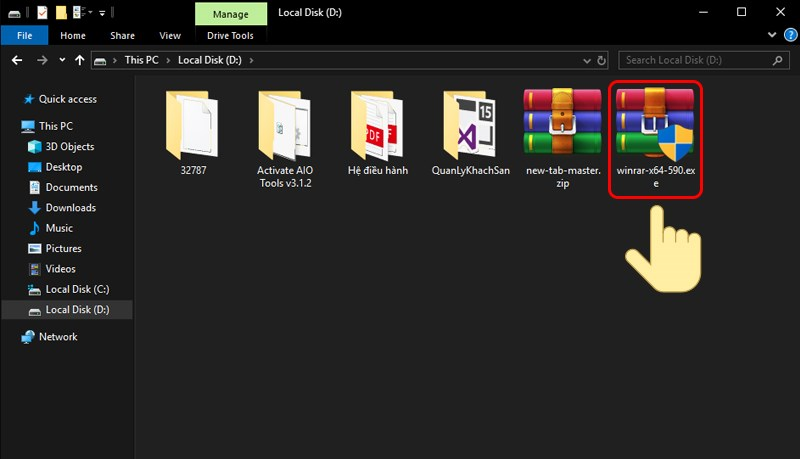 Manage
Local Disk (D:)
File
Home
Share
View
Drive Tools
This PC
Local Disk (D:)
Search Local Disk (D:)
Quick access
This PC
3D Objects
Desktop
Documents
Downloads
Music
Pictures
Videos
Local Disk (C:)
Local Disk (D:)
Network
32787
Activate AIO
Tools v3.1.2
PDF
Hệ điều hành
15
QuanLyKhachSan
new-tab-master.
zip
winrar-x64-590.ex
e